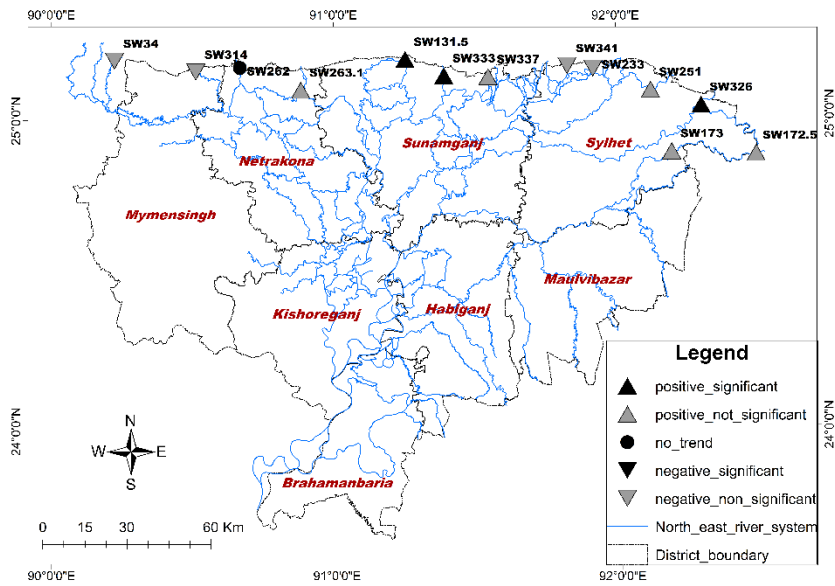 90°0'0"E 91°0'0"E 92°0'0"E
SW34
SW314
SW262
SW263.1
SW131.5
SW333
SW337
SW341
SW233
SW251
SW326
SW173
SW172.5
25°0'0"N
25°0'0"N
Netrakona
Sunamganj
Sylhet
Mymensingh
Kishoreganj
Habiganj
Maulvibazar
Brahamanbaria
24°0'0"N
24°0'0"N
N
W E
S
0 15 30 60 Km
Legend
positive_significant
positive_not_significant
no_trend
negative_significant
negative_non_significant
North_east_river_system
District_boundary
90°0'0"E 91°0'0"E 92°0'0"E